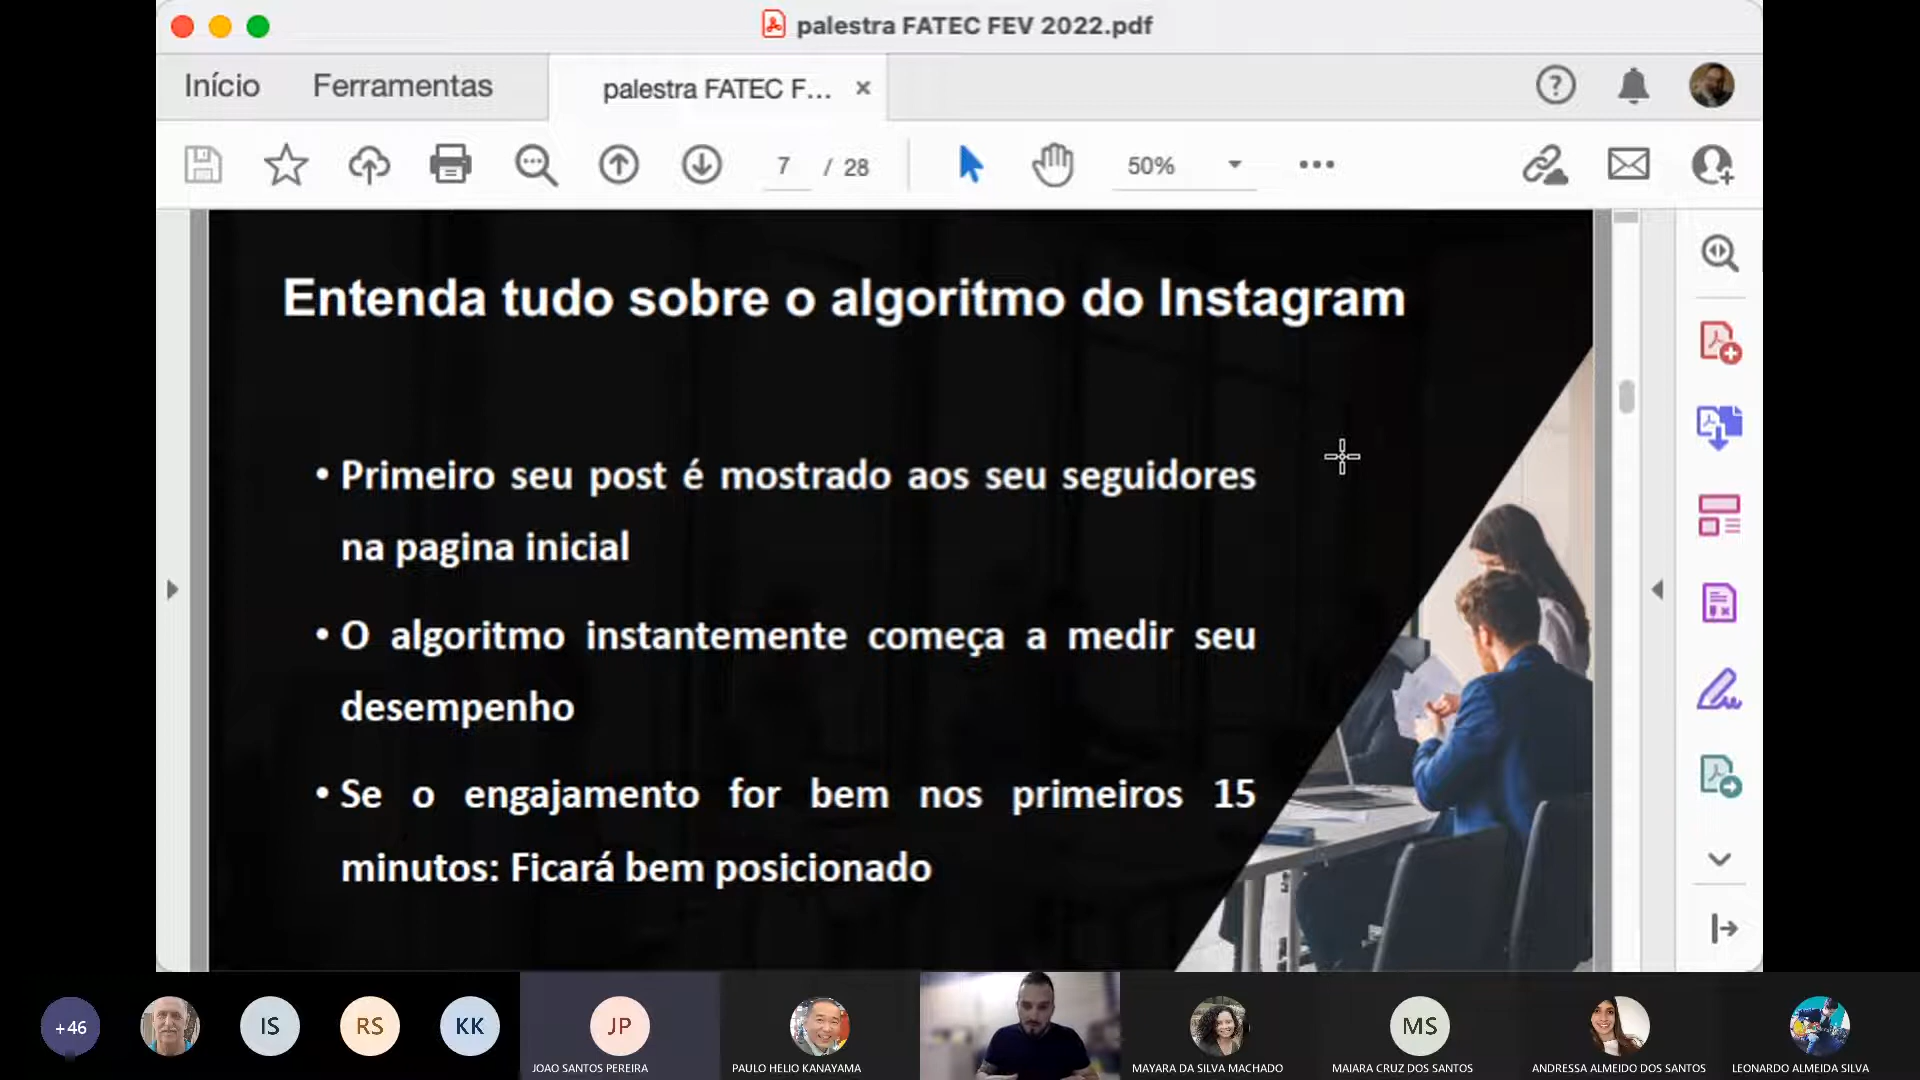 palestra FATEC FEV 2022.pdf
Início
Ferramentas
palestra FATEC F...
7 / 28
50%
Entenda tudo sobre o algoritmo do Instagram
• Primeiro seu post é mostrado aos seu seguidores
na pagina inicial
• O algoritmo instantemente começa a medir seu
desempenho
• Se o engajamento for bem nos primeiros 15
minutos: Ficará bem posicionado
+46
IS
RS
KK
JP
MS
JOAO SANTOS PEREIRA
PAULO HELIO KANAYAMA
MAYARA DA SILVA MACHADO
MAIARA CRUZ DOS SANTOS
ANDRESSA ALMEIDO DOS SANTOS
LEONARDO ALMEIDA SILVA